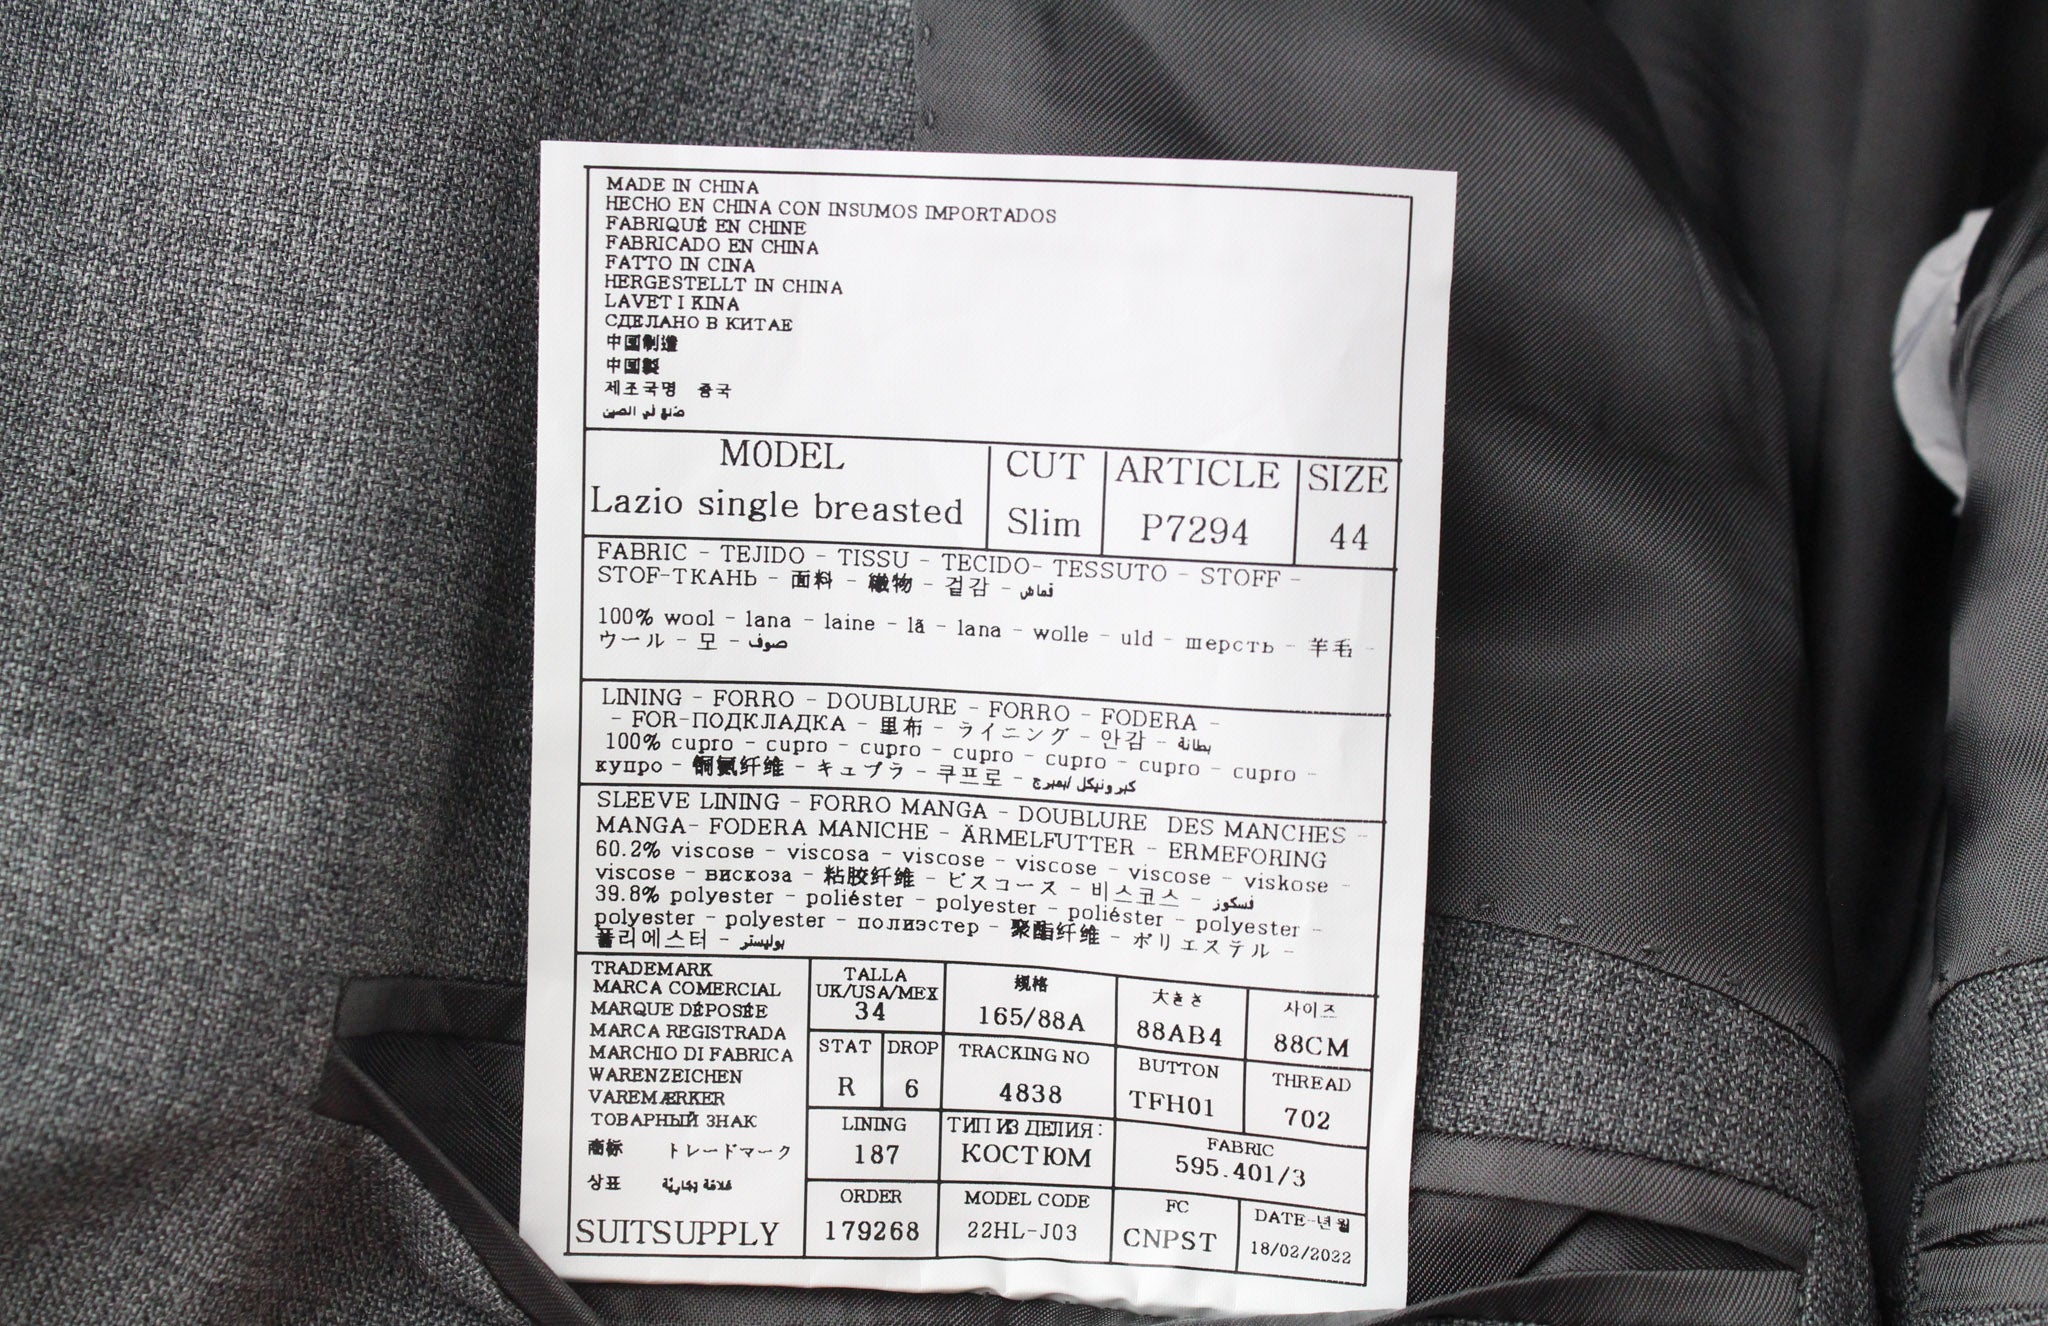 MADE IN CHINA
HECHO EN CHINA CON INSUMOS IMPORTADOS
FABRIQUÉ EN CHINE
FABRICADO EN CHINA
FATTO IN CINA
HERGESTELLT IN CHINA
LAVET I KINA
СДЕЛАНО В КИТАЕ
中国制造
中国製
제조국명 중국
صنع في الصين
MODEL
Lazio single breasted
CUT
Slim
ARTICLE
P7294
SIZE
44
FABRIC - TEJIDO - TISSU - TECIDO- TESSUTO - STOFF -
STOF-ТКАНЬ - 面料 - 織物 - 겉감 - قماش
100% wool - lana - laine - lã - lana - wolle - uld - шерсть - 羊毛 -
ウール - 모 - صوف
LINING - FORRO - DOUBLURE - FORRO - FODERA -
- FOR-ПОДКЛАДКА - 里布 - ライニング - 안감 - بطانة
100% cupro - cupro - cupro - cupro - cupro - cupro - cupro -
купро - 铜氨纤维 - キュプラ - 쿠프로 - كبرونيكل /بمبرج
SLEEVE LINING - FORRO MANGA - DOUBLURE DES MANCHES -
MANGA- FODERA MANICHE - ÄRMELFUTTER - ERMEFORING
60.2% viscose - viscosa - viscose - viscose - viscose - viskose -
viscose - вискоза - 粘胶纤维 - ビスコース - 비스코스 - فسكوز
39.8% polyester - poliéster - polyester - poliéster - polyester -
polyester - polyester - полиэстер - 聚酯纤维 - ポリエステル -
폴리에스터 - بوليستر
TRADEMARK
MARCA COMERCIAL
MARQUE DÉPOSÉE
MARCA REGISTRADA
MARCHIO DI FABRICA
WARENZEICHEN
VAREMÆRKER
ТОВАРНЫЙ ЗНАК
商标 トレードマーク
상표 علامة تجارية
SUITSUPPLY
TALLA
UK/USA/MEX
34
规格
165/88A
大きさ
88AB4
사이즈
88CM
STAT
R
DROP
6
TRACKING NO
4838
BUTTON
TFH01
THREAD
702
LINING
187
ТИП ИЗДЕЛИЯ:
КОСТЮМ
FABRIC
595.401/3
ORDER
179268
MODEL CODE
22HL-J03
FC
CNPST
DATE-년월
18/02/2022